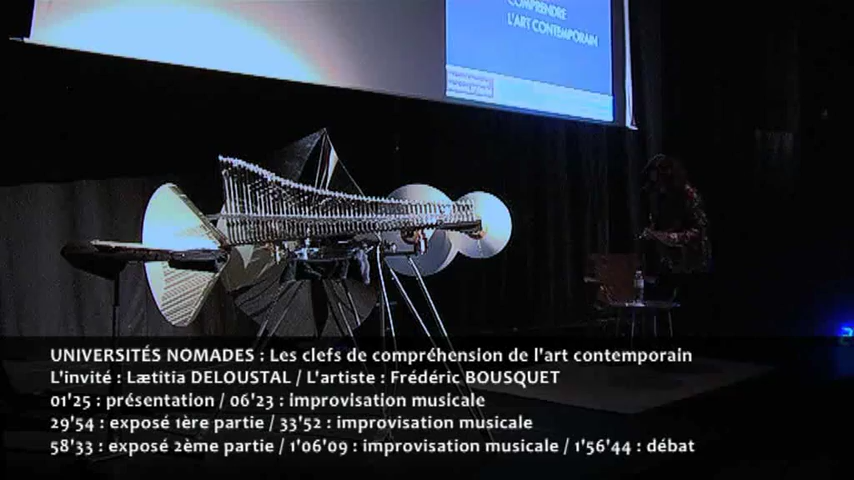 COMPRENDRE
L'ART CONTEMPORAIN
UNIVERSITÉS NOMADES : Les clefs de compréhension de l'art contemporain
L'invité : Lætitia DELOUSTAL / L'artiste : Frédéric BOUSQUET
01'25 : présentation / 06'23 : improvisation musicale
29'54 : exposé 1ère partie / 33'52 : improvisation musicale
58'33 : exposé 2ème partie / 1'06'09 : improvisation musicale / 1'56'44 : débat